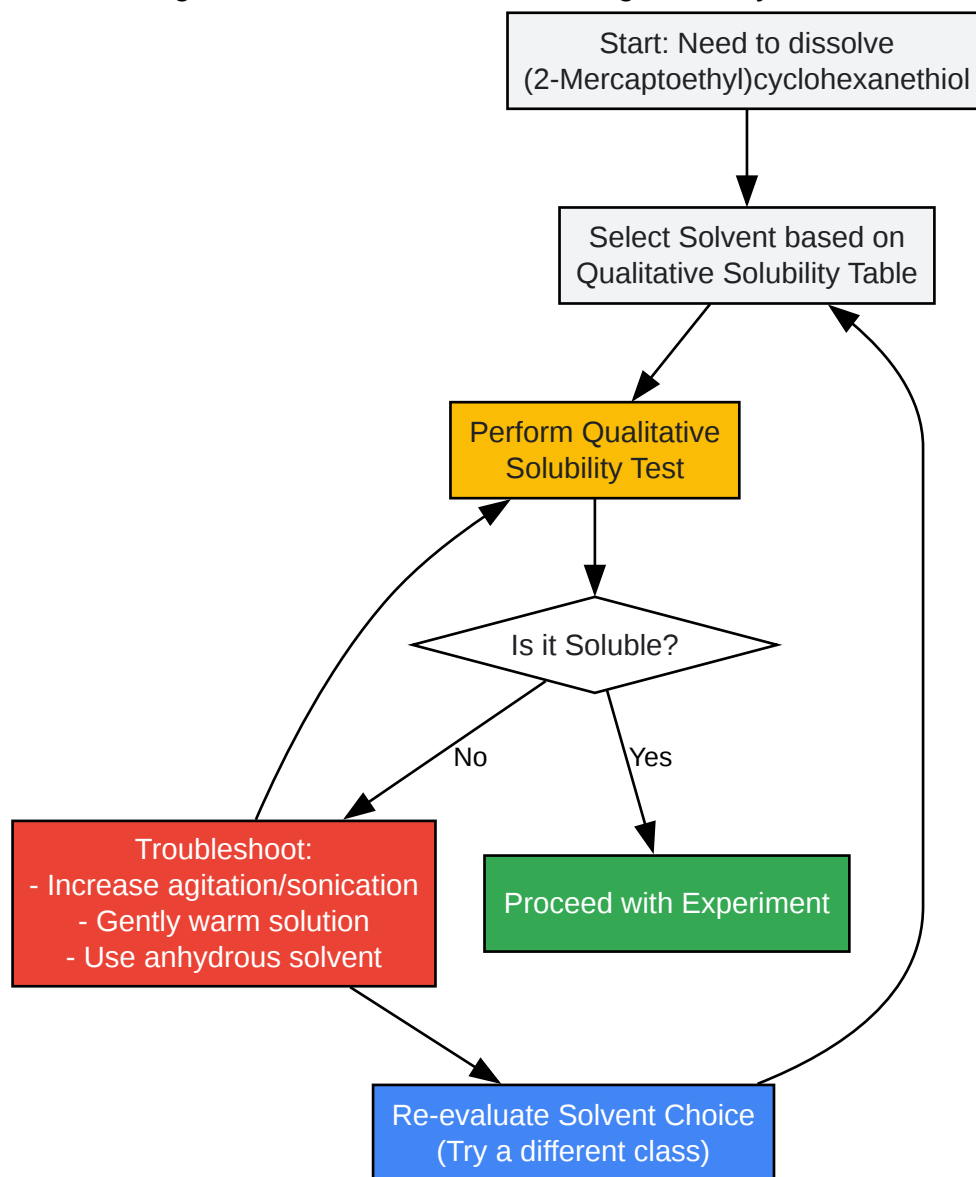 Start: Need to dissolve
(2-Mercaptoethyl)cyclohexanethiol
Select Solvent based on
Qualitative Solubility Table
Perform Qualitative
Solubility Test
Is it Soluble?
No
Yes
Troubleshoot:
- Increase agitation/sonication
- Gently warm solution
- Use anhydrous solvent
Proceed with Experiment
Re-evaluate Solvent Choice
(Try a different class)